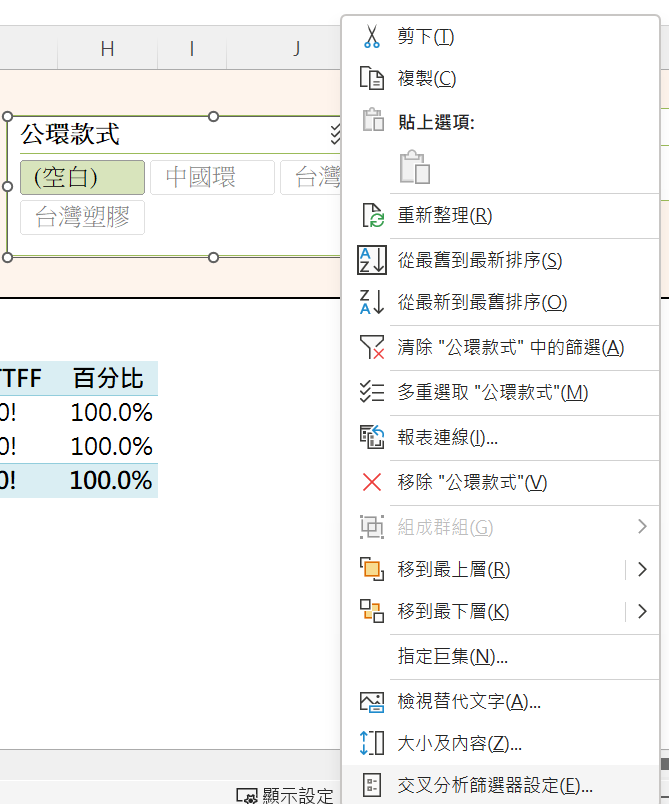 H I J
公環款式
(空白) 中國環 台灣
台灣塑膠
TTFF 百分比
0! 100.0%
0! 100.0%
0! 100.0%
顯示設定
剪下(T)
複製(C)
貼上選項:
重新整理(R)
從最舊到最新排序(S)
從最新到最舊排序(O)
清除 "公環款式" 中的篩選(A)
多重選取 "公環款式"(M)
報表連線(I)...
移除 "公環款式"(V)
組成群組(G)
移到最上層(R)
移到最下層(K)
指定巨集(N)...
檢視替代文字(A)...
大小及內容(Z)...
交叉分析篩選器設定(E)...